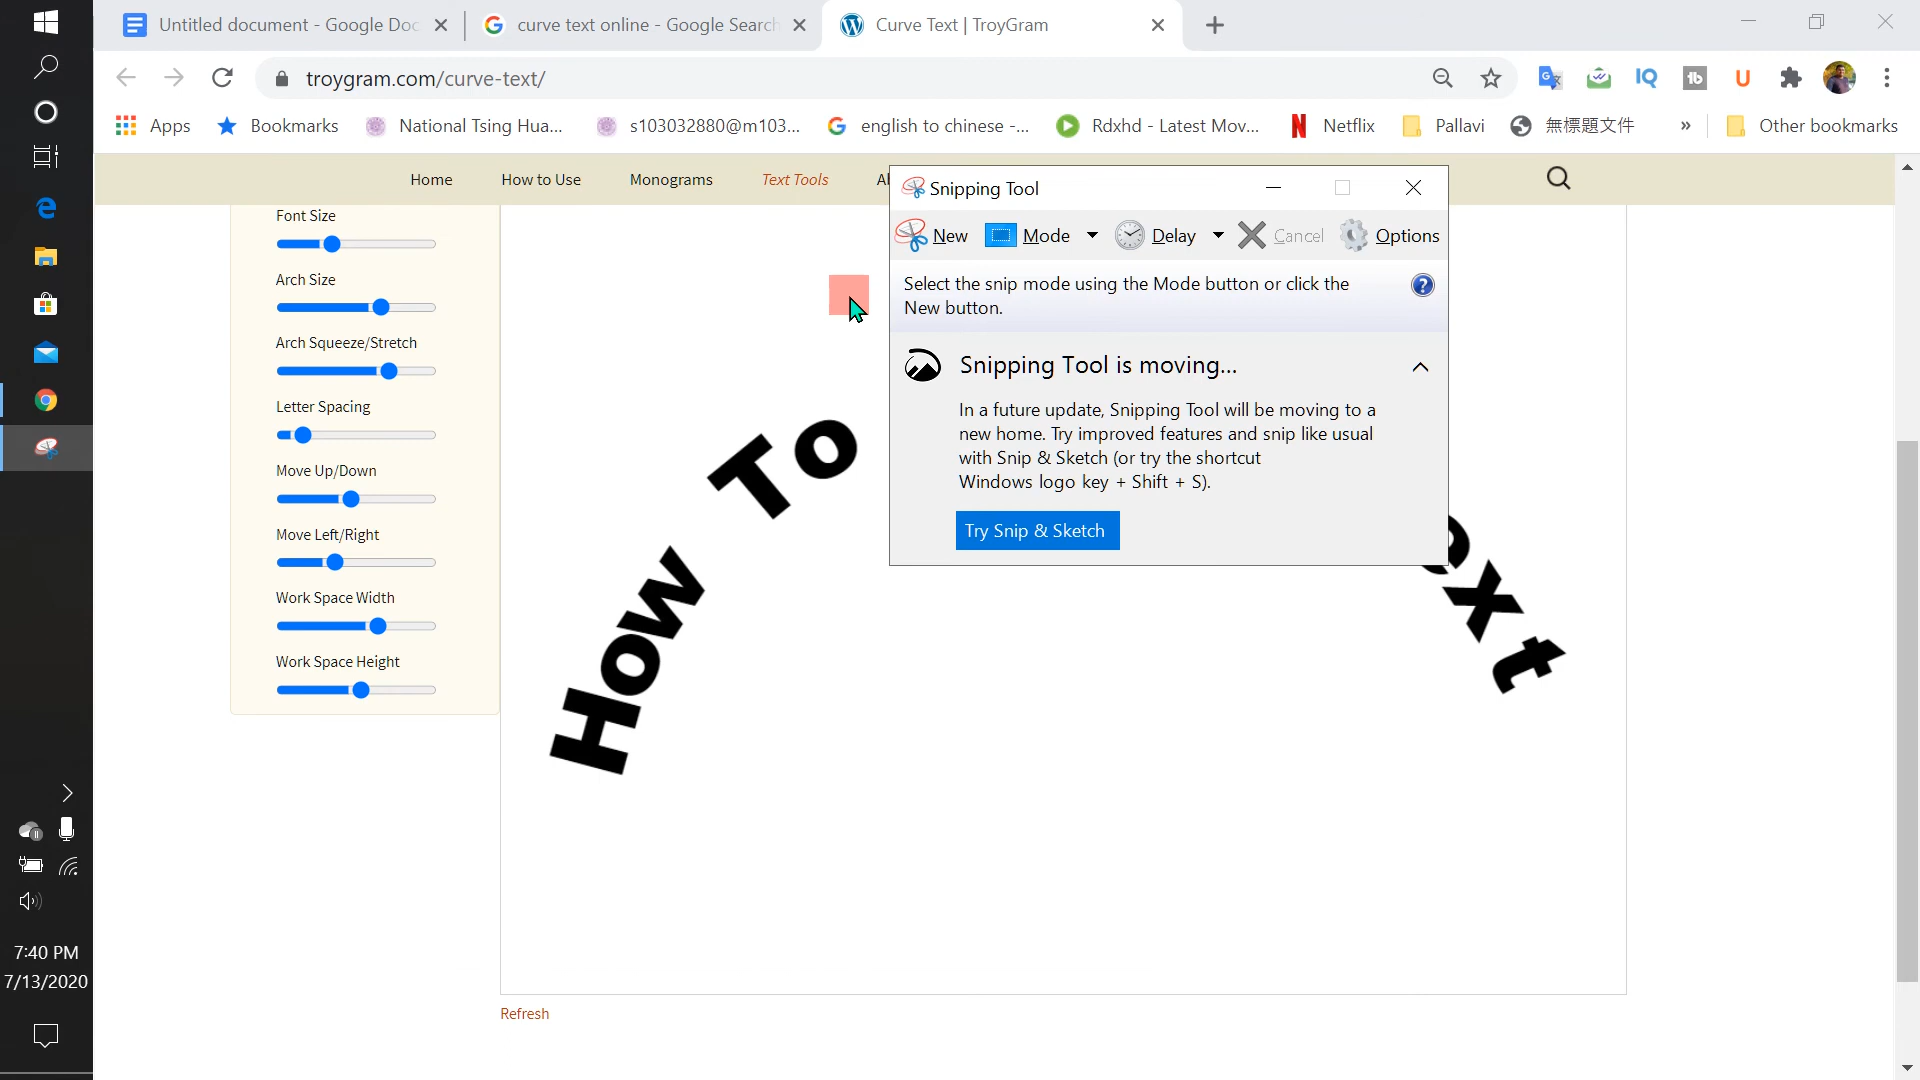 Untitled document - Google Doc
curve text online - Google Search
Curve Text | TroyGram
troygram.com/curve-text/
Apps
Bookmarks
National Tsing Hua...
s103032880@m103...
english to chinese -...
Rdxhd - Latest Mov...
Netflix
Pallavi
無標題文件
»
Other bookmarks
Home
How to Use
Monograms
Text Tools
Snipping Tool
New
Mode
Delay
Cancel
Options
Select the snip mode using the Mode button or click the
New button.
Snipping Tool is moving...
In a future update, Snipping Tool will be moving to a
new home. Try improved features and snip like usual
with Snip & Sketch (or try the shortcut
Windows logo key + Shift + S).
Try Snip & Sketch
Font Size
Arch Size
Arch Squeeze/Stretch
Letter Spacing
Move Up/Down
Move Left/Right
Work Space Width
Work Space Height
How To ext
Refresh
7:40 PM
7/13/2020